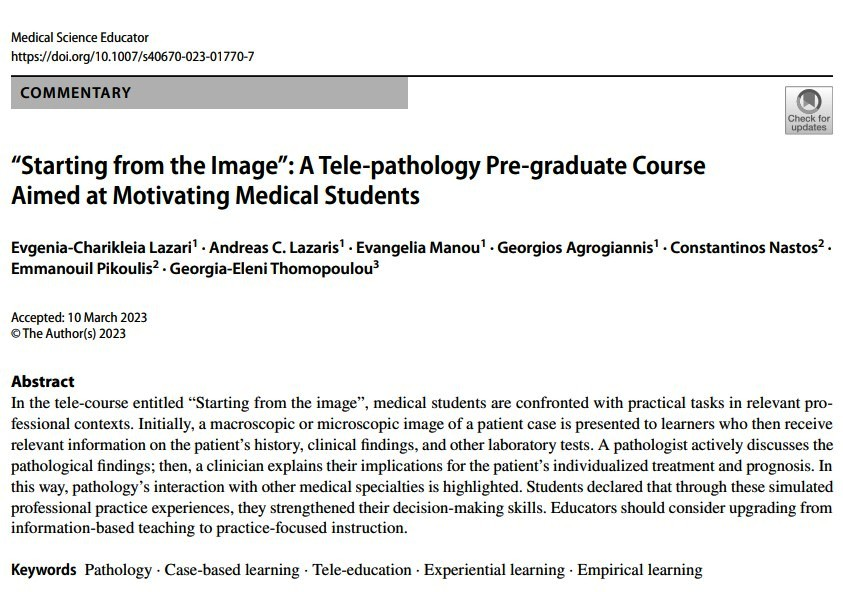 Medical Science Educator
https://doi.org/10.1007/s40670-023-01770-7
COMMENTARY
Check for
updates
“Starting from the Image”: A Tele-pathology Pre-graduate Course
Aimed at Motivating Medical Students
Evgenia-Charikleia Lazari1 · Andreas C. Lazaris1 · Evangelia Manou1 · Georgios Agrogiannis1 · Constantinos Nastos2 ·
Emmanouil Pikoulis2 · Georgia-Eleni Thomopoulou3
Accepted: 10 March 2023
© The Author(s) 2023
Abstract
In the tele-course entitled “Starting from the image”, medical students are confronted with practical tasks in relevant pro-
fessional contexts. Initially, a macroscopic or microscopic image of a patient case is presented to learners who then receive
relevant information on the patient’s history, clinical findings, and other laboratory tests. A pathologist actively discusses the
pathological findings; then, a clinician explains their implications for the patient’s individualized treatment and prognosis. In
this way, pathology’s interaction with other medical specialties is highlighted. Students declared that through these simulated
professional practice experiences, they strengthened their decision-making skills. Educators should consider upgrading from
information-based teaching to practice-focused instruction.
Keywords Pathology · Case-based learning · Tele-education · Experiential learning · Empirical learning